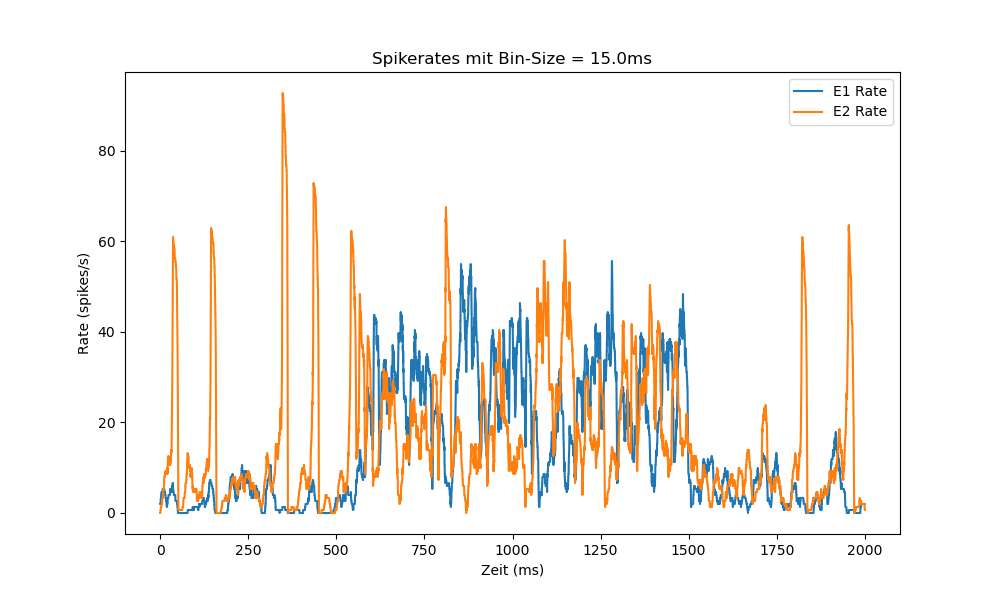 Spikerates mit Bin-Size = 15.0ms
E1 Rate
E2 Rate
Rate (spikes/s)
80
60
40
20
0
0 250 500 750 1000 1250 1500 1750 2000
Zeit (ms)